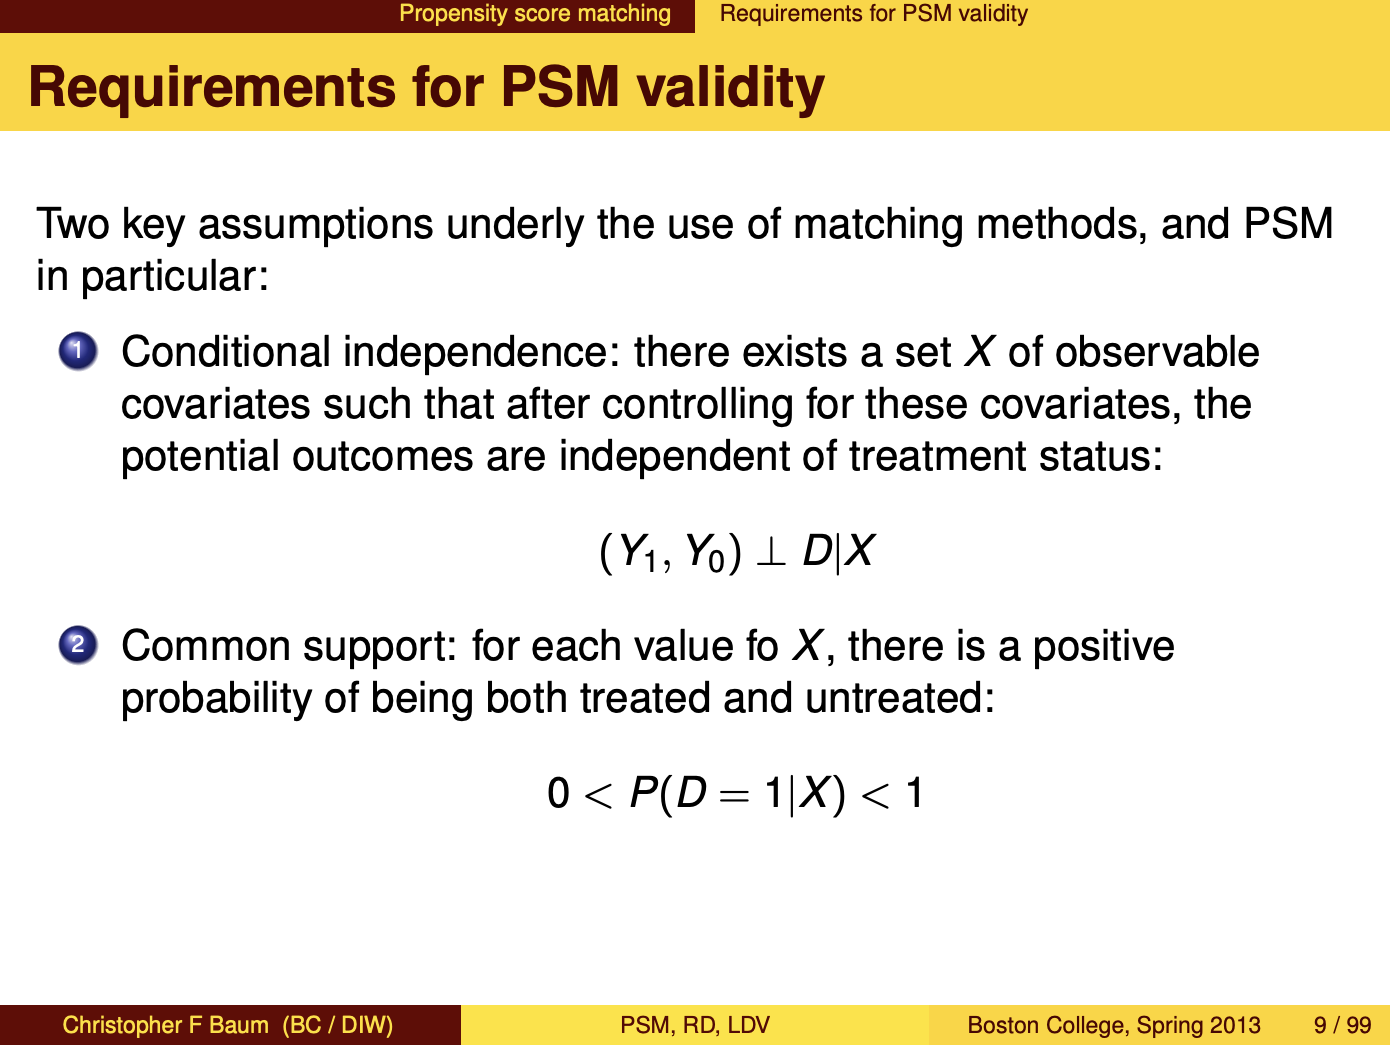 Propensity score matching
Requirements for PSM validity
Requirements for PSM validity
Two key assumptions underly the use of matching methods, and PSM
in particular:
1 Conditional independence: there exists a set X of observable
covariates such that after controlling for these covariates, the
potential outcomes are independent of treatment status:
(Y₁, Y₀) ⊥ D|X
2 Common support: for each value fo X, there is a positive
probability of being both treated and untreated:
0 < P(D = 1|X) < 1
Christopher F Baum (BC / DIW)
PSM, RD, LDV
Boston College, Spring 2013
9 / 99